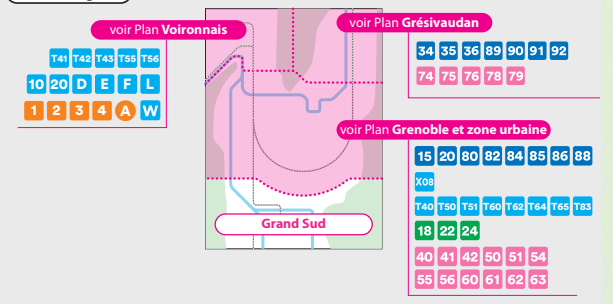 voir Plan Voironnais
T41 T42 T43 T55 T56
10 20 D E F L
1 2 3 4 A W
voir Plan Grésivaudan
34 35 36 89 90 91 92
74 75 76 78 79
voir Plan Grenoble et zone urbaine
15 20 80 82 84 85 86 88
X08
T40 T50 T51 T60 T62 T64 T65 T83
18 22 24
40 41 42 50 51 54
55 56 60 61 62 63
Grand Sud